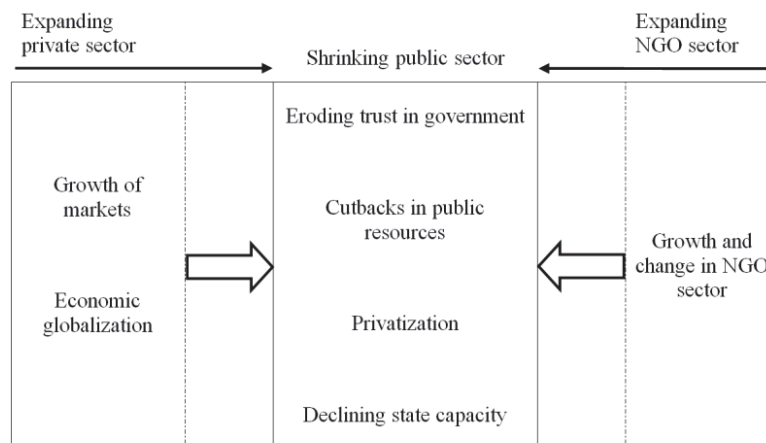 Expanding
private sector
Shrinking public sector
Expanding
NGO sector
Eroding trust in government
Growth of
markets
Cutbacks in public
resources
Growth and
change in NGO
sector
Economic
globalization
Privatization
Declining state capacity